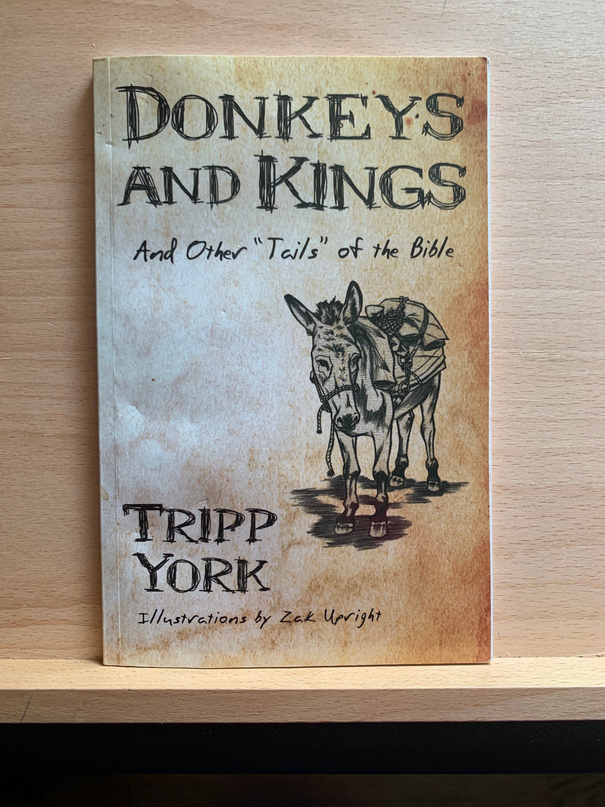 DONKEYS
AND KINGS
And Other "Tails" of the Bible
TRIPP
YORK
Illustrations by Zak Upright